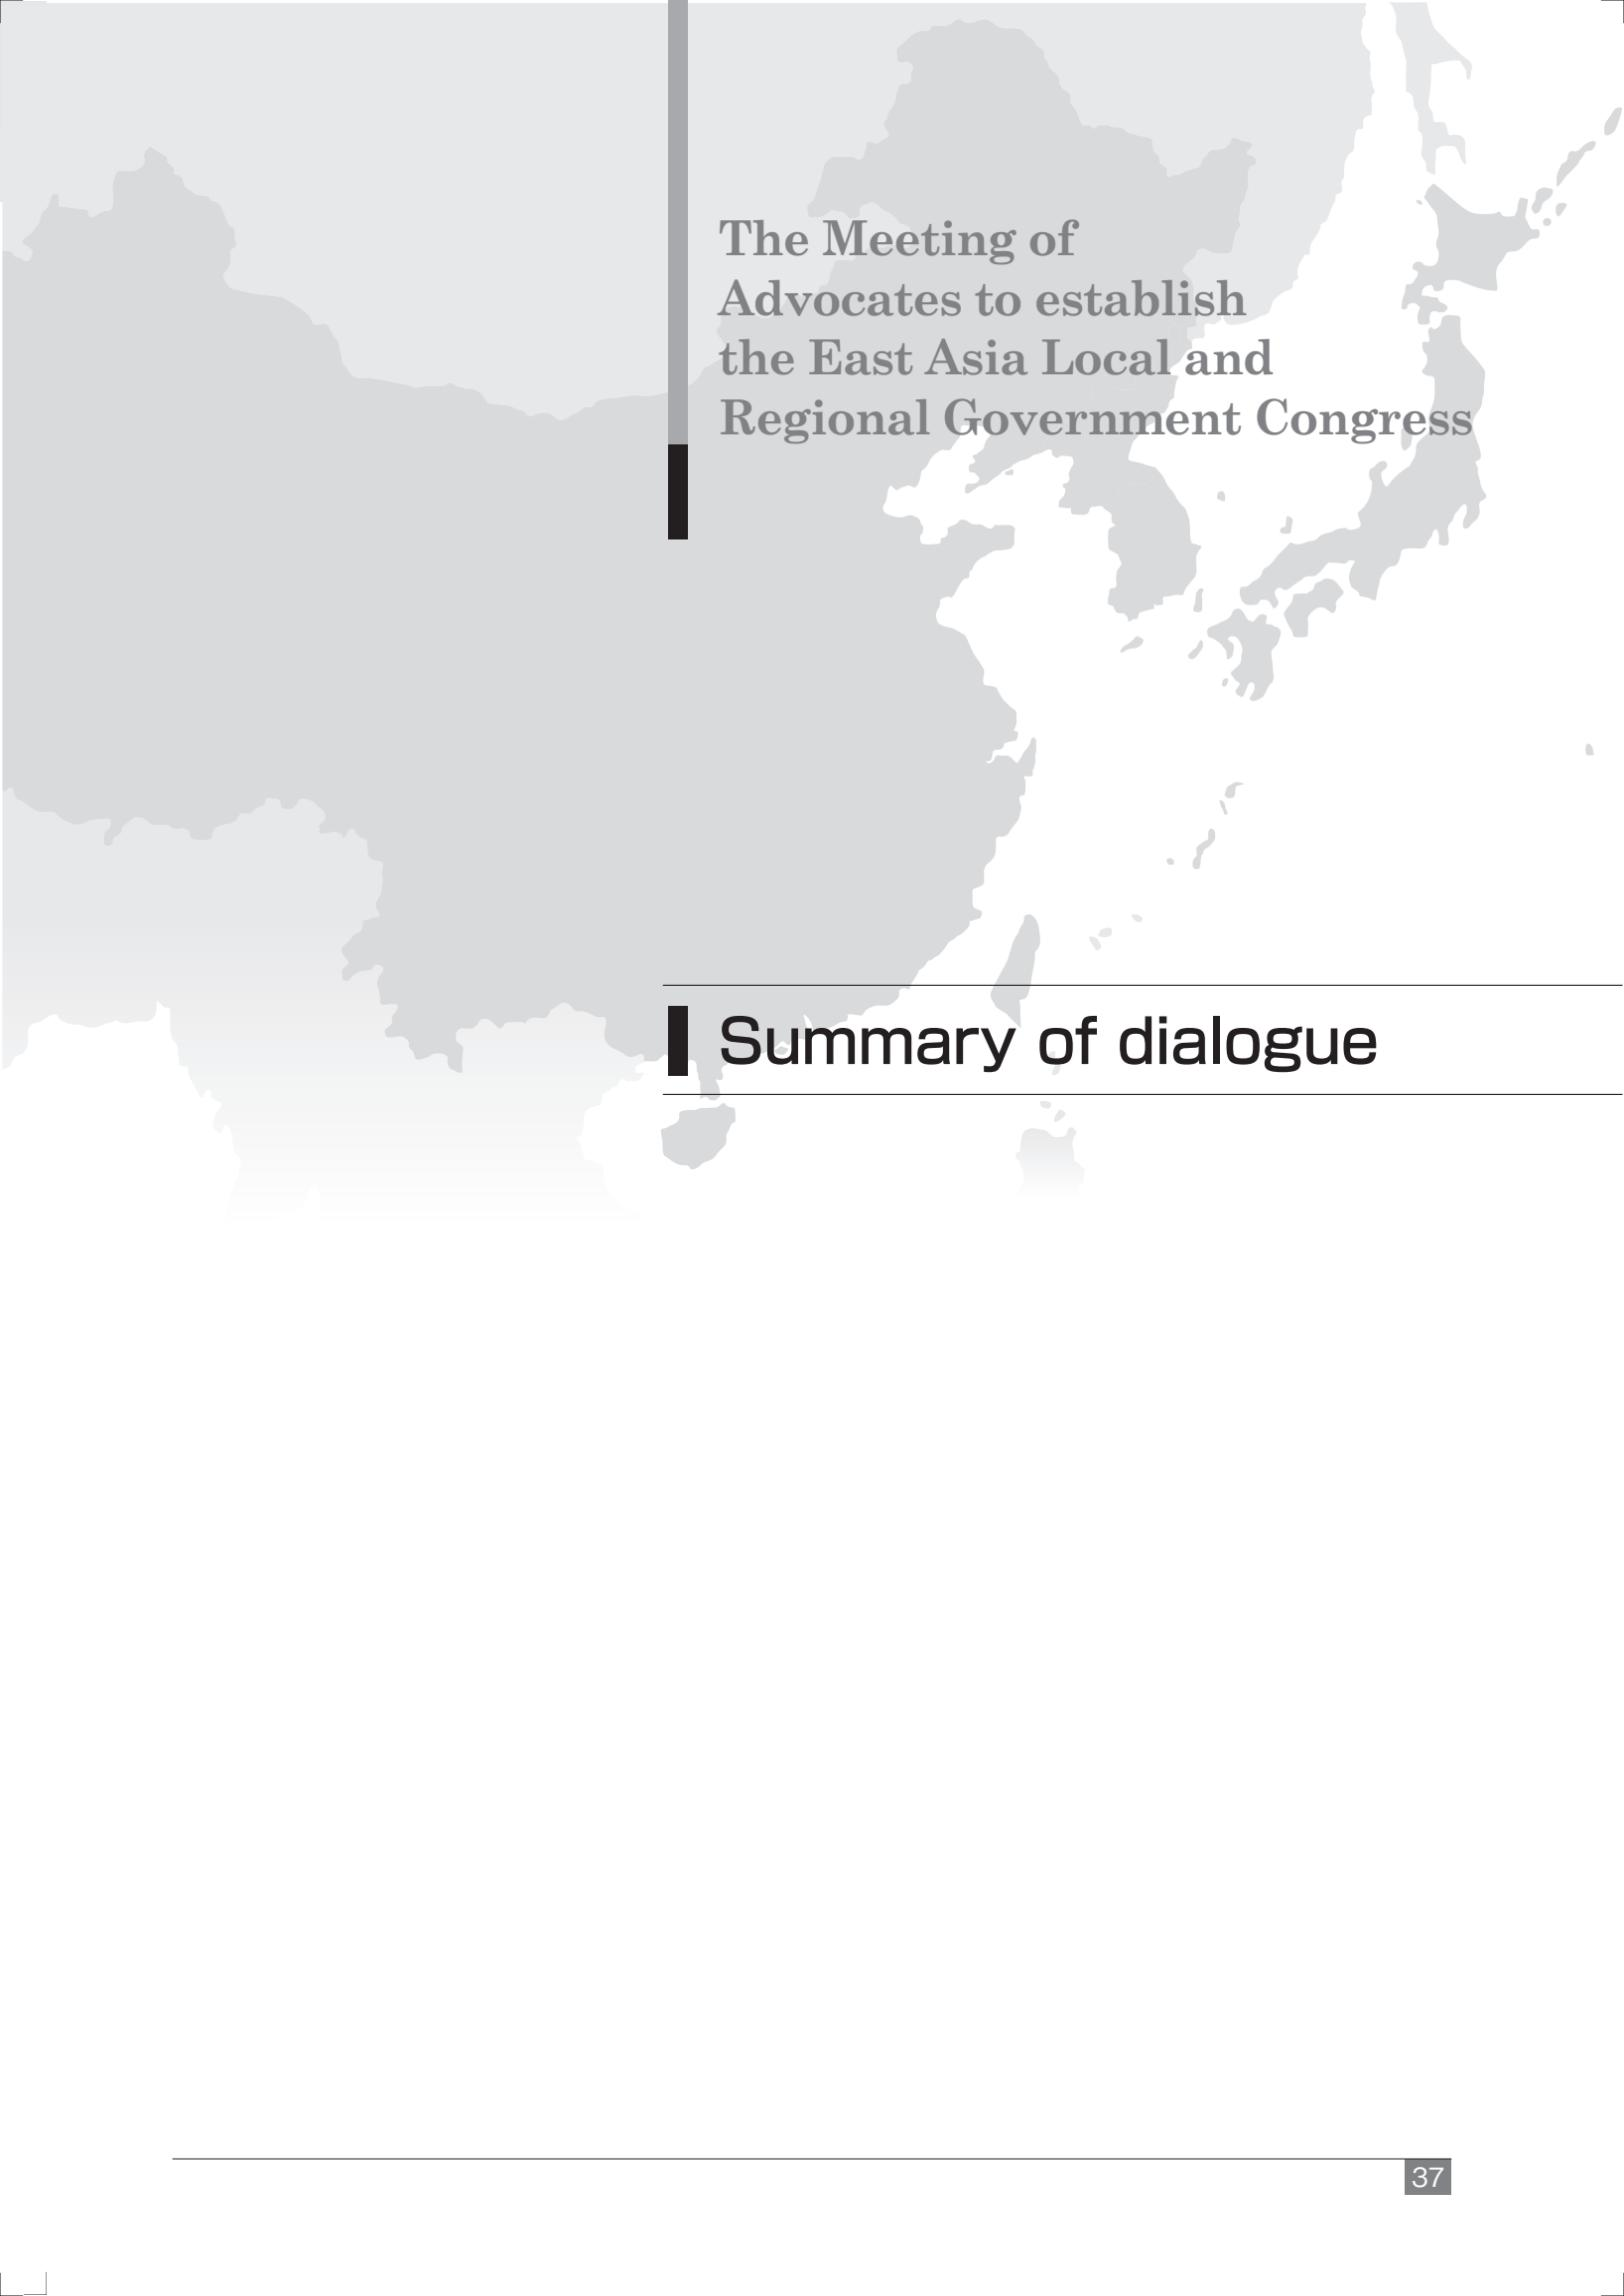 The Meeting of
Advocates to establish
the East Asia Local and
Regional Government Congress
Summary of dialogue
37